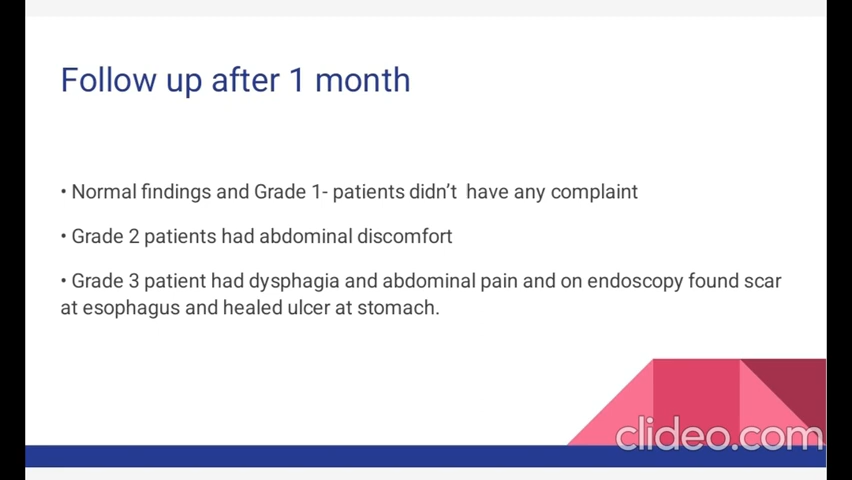 Follow up after 1 month
• Normal findings and Grade 1- patients didn’t  have any complaint
• Grade 2 patients had abdominal discomfort
• Grade 3 patient had dysphagia and abdominal pain and on endoscopy found scar
at esophagus and healed ulcer at stomach.
clideo.com